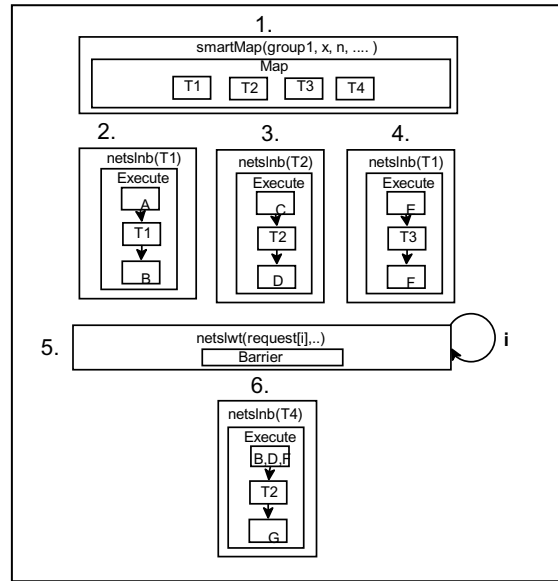 1.
smartMap(group1, x, n, .... )
Map
T1 T2 T3 T4
2. 3. 4.
netslnb(T1) netslnb(T2) netslnb(T1)
Execute Execute Execute
A C E
T1 T2 T3
B D F
5. netslwt(request[i],..) i
Barrier
6.
netslnb(T4)
Execute
B,D,F
T2
G